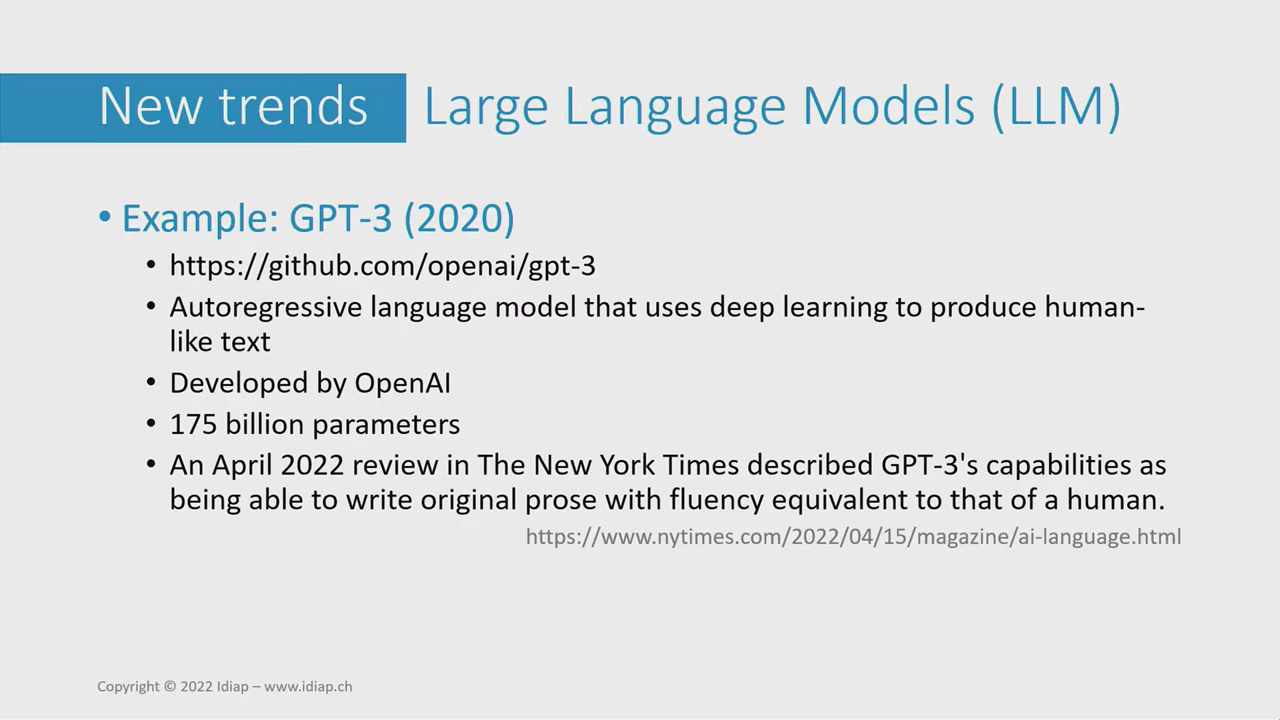 New trends Large Language Models (LLM)
• Example: GPT-3 (2020)
• https://github.com/openai/gpt-3
• Autoregressive language model that uses deep learning to produce human-
like text
• Developed by OpenAI
• 175 billion parameters
• An April 2022 review in The New York Times described GPT-3's capabilities as
being able to write original prose with fluency equivalent to that of a human.
https://www.nytimes.com/2022/04/15/magazine/ai-language.html
Copyright © 2022 Idiap – www.idiap.ch